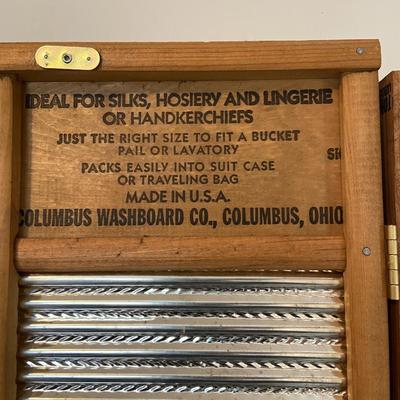 IDEAL FOR SILKS, HOSIERY AND LINGERIE
OR HANDKERCHIEFS
JUST THE RIGHT SIZE TO FIT A BUCKET
PAIL OR LAVATORY
PACKS EASILY INTO SUIT CASE
OR TRAVELING BAG
MADE IN U.S.A.
COLUMBUS WASHBOARD CO., COLUMBUS, OHIO